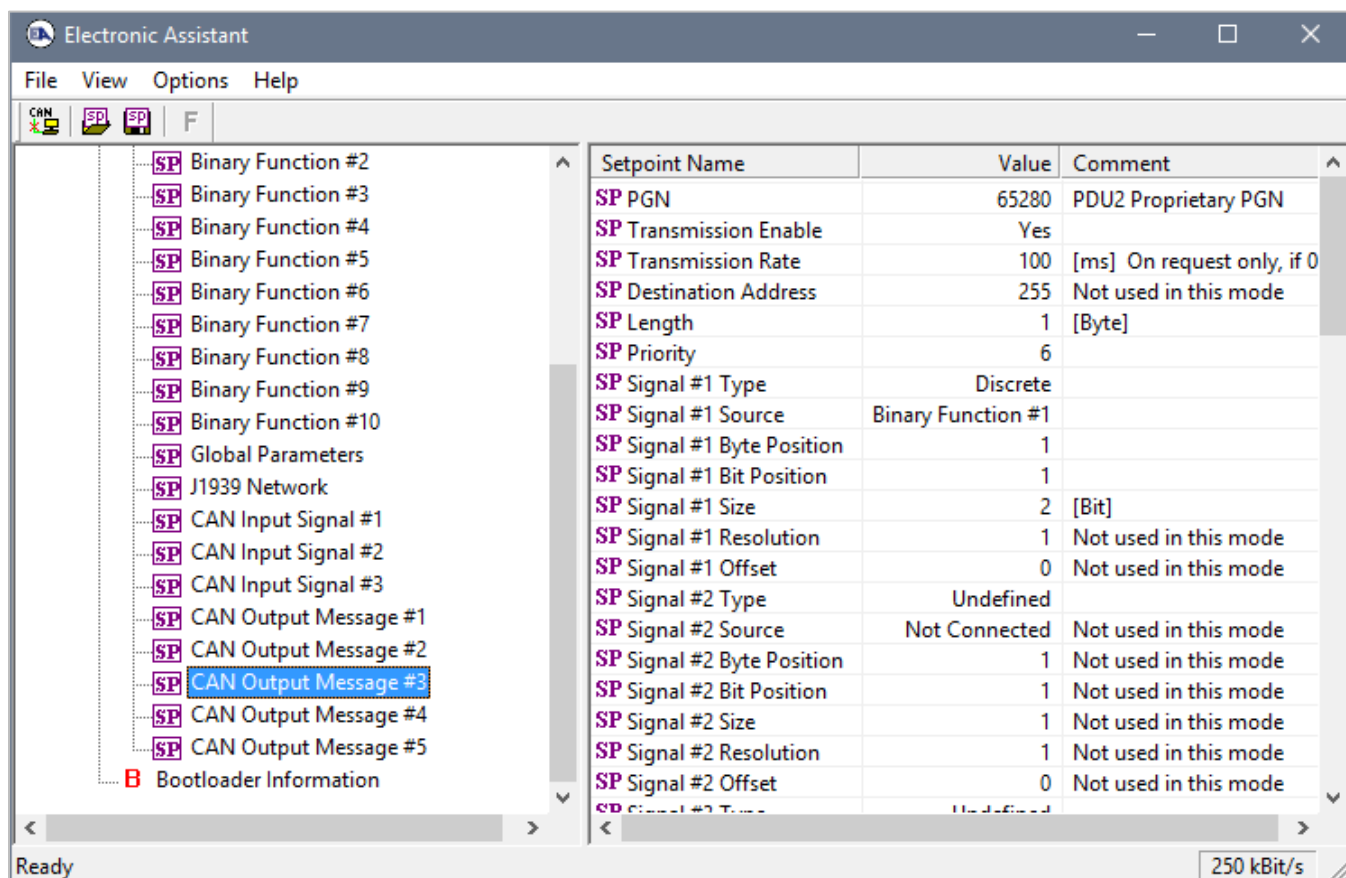 Electronic Assistant
File View Options Help
CAN SP SP F
SP Binary Function #2
SP Binary Function #3
SP Binary Function #4
SP Binary Function #5
SP Binary Function #6
SP Binary Function #7
SP Binary Function #8
SP Binary Function #9
SP Binary Function #10
SP Global Parameters
SP J1939 Network
SP CAN Input Signal #1
SP CAN Input Signal #2
SP CAN Input Signal #3
SP CAN Output Message #1
SP CAN Output Message #2
SP CAN Output Message #3
SP CAN Output Message #4
SP CAN Output Message #5
B Bootloader Information
Setpoint Name Value Comment
SP PGN 65280 PDU2 Proprietary PGN
SP Transmission Enable Yes
SP Transmission Rate 100 [ms] On request only, if 0
SP Destination Address 255 Not used in this mode
SP Length 1 [Byte]
SP Priority 6
SP Signal #1 Type Discrete
SP Signal #1 Source Binary Function #1
SP Signal #1 Byte Position 1
SP Signal #1 Bit Position 1
SP Signal #1 Size 2 [Bit]
SP Signal #1 Resolution 1 Not used in this mode
SP Signal #1 Offset 0 Not used in this mode
SP Signal #2 Type Undefined
SP Signal #2 Source Not Connected Not used in this mode
SP Signal #2 Byte Position 1 Not used in this mode
SP Signal #2 Bit Position 1 Not used in this mode
SP Signal #2 Size 1 Not used in this mode
SP Signal #2 Resolution 1 Not used in this mode
SP Signal #2 Offset 0 Not used in this mode
Ready 250 kBit/s